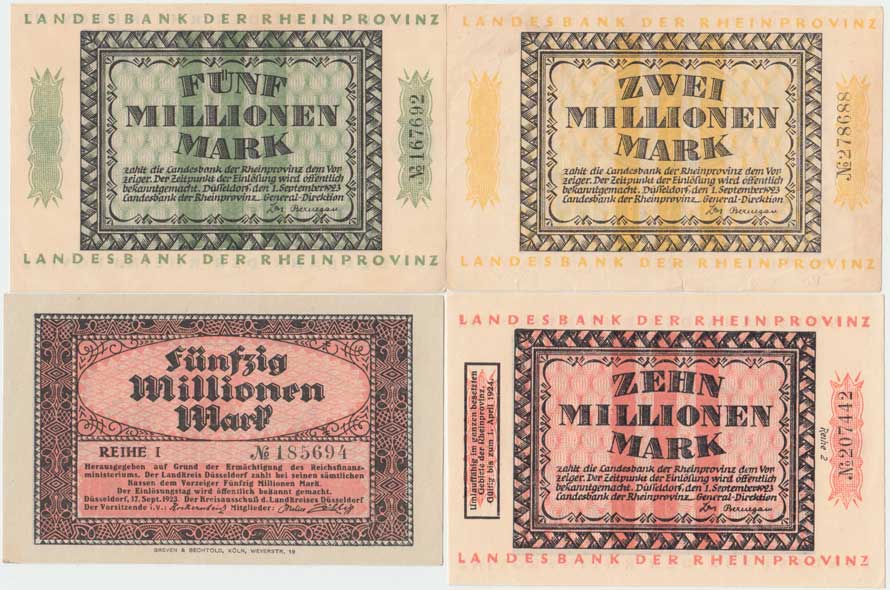 LANDESBANK DER RHEINPROVINZ
FÜNF
MILLIONEN
MARK
zahlt die Landesbank der Rheinprovinz dem Vor-
zeiger. Der Zeitpunkt der Einlösung wird öffentlich
bekanntgemacht. Düsseldorf, den 1. September 1923
Landesbank der Rheinprovinz. General-Direktion
№ 167692
LANDESBANK DER RHEINPROVINZ
LANDESBANK DER RHEINPROVINZ
ZWEI
MILLIONEN
MARK
zahlt die Landesbank der Rheinprovinz dem Vor-
zeiger. Der Zeitpunkt der Einlösung wird öffentlich
bekanntgemacht. Düsseldorf, den 1. September 1923
Landesbank der Rheinprovinz. General-Direktion
№ 278688
LANDESBANK DER RHEINPROVINZ
Fünfzig
Millionen
Mark
REIHE I № 185694
Herausgegeben auf Grund der Ermächtigung des Reichsfinanz-
ministeriums. Der Landkreis Düsseldorf zahlt bei seinen sämtlichen
Kassen dem Vorzeiger Fünfzig Millionen Mark.
Der Einlösungstag wird öffentlich bekannt gemacht.
Düsseldorf, 17. Sept. 1923. Der Kreisausschuß d. Landkreises Düsseldorf
Der Vorsitzende i.V.: Mitglieder:
GREVEN & BECHTOLD, KÖLN, WEYERSTR. 19
LANDESBANK DER RHEINPROVINZ
Umlauffähig im ganzen besetzten
Gebiete der Rheinprovinz.
Gültig bis zum 1. April 1924.
ZEHN
MILLIONEN
MARK
zahlt die Landesbank der Rheinprovinz dem Vor-
zeiger. Der Zeitpunkt der Einlösung wird öffentlich
bekanntgemacht. Düsseldorf, den 1. September 1923
Landesbank der Rheinprovinz. General-Direktion
Reihe 2
№ 207442
LANDESBANK DER RHEINPROVINZ